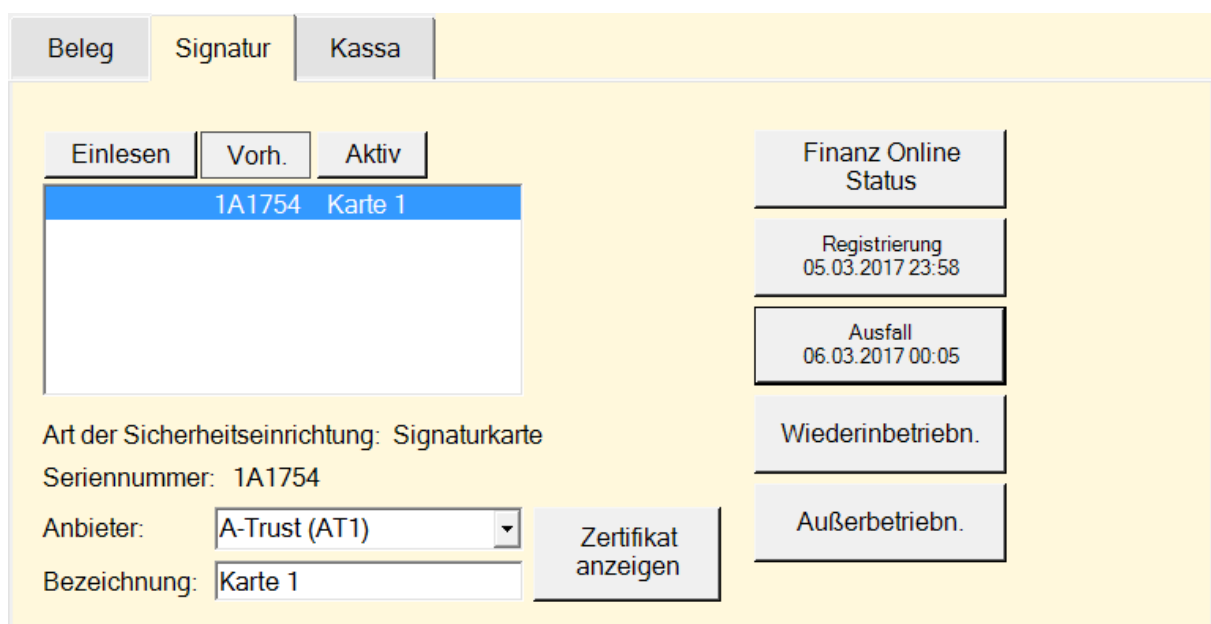 Beleg Signatur Kassa
Einlesen Vorh. Aktiv
1A1754 Karte 1
Finanz Online
Status
Registrierung
05.03.2017 23:58
Ausfall
06.03.2017 00:05
Art der Sicherheitseinrichtung: Signaturkarte
Wiederinbetriebn.
Seriennummer: 1A1754
Anbieter: A-Trust (AT1)
Bezeichnung: Karte 1
Zertifikat
anzeigen
Außerbetriebn.